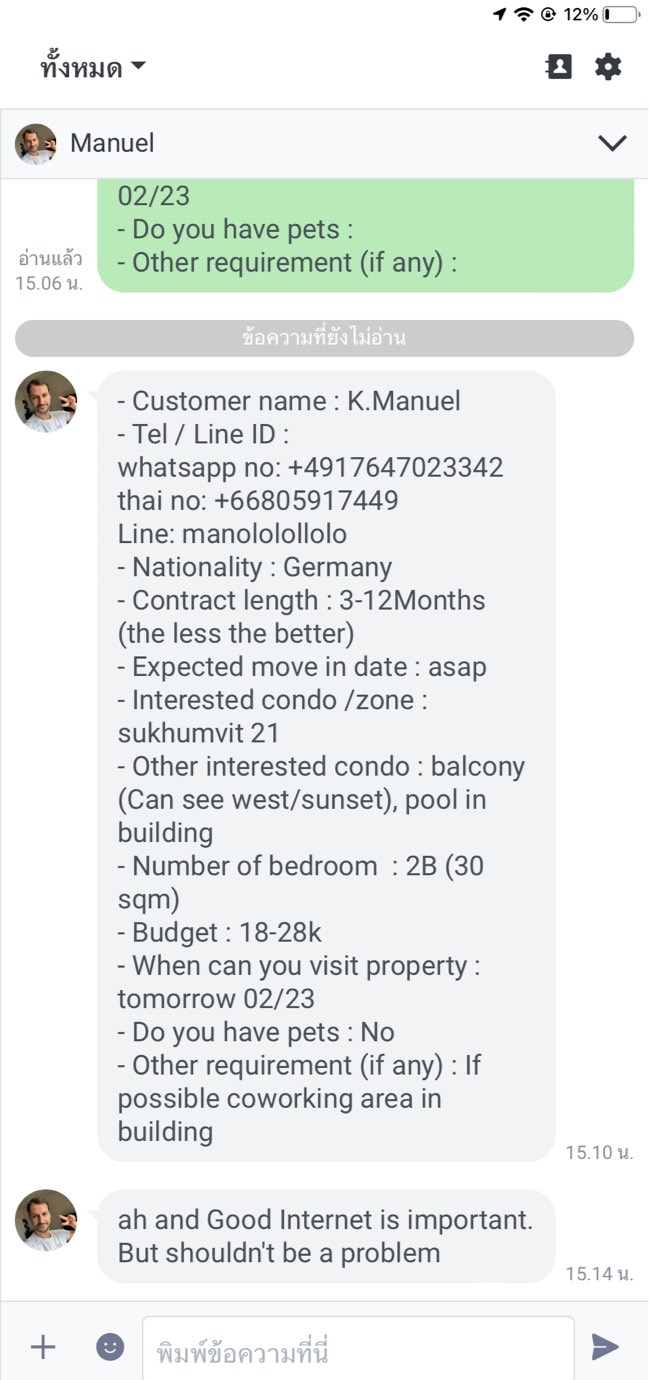 12%
ทั้งหมด
Manuel
02/23
- Do you have pets :
- Other requirement (if any) :
อ่านแล้ว
15.06 น.
ข้อความที่ยังไม่อ่าน
- Customer name : K.Manuel
- Tel / Line ID :
whatsapp no: +4917647023342
thai no: +66805917449
Line: manolololl​olo
- Nationality : Germany
- Contract length : 3-12Months
(the less the better)
- Expected move in date : asap
- Interested condo /zone :
sukhumvit 21
- Other interested condo : balcony
(Can see west/sunset), pool in
building
- Number of bedroom  : 2B (30
sqm)
- Budget : 18-28k
- When can you visit property :
tomorrow 02/23
- Do you have pets : No
- Other requirement (if any) : If
possible coworking area in
building
15.10 น.
ah and Good Internet is important.
But shouldn't be a problem
15.14 น.
พิมพ์ข้อความที่นี่